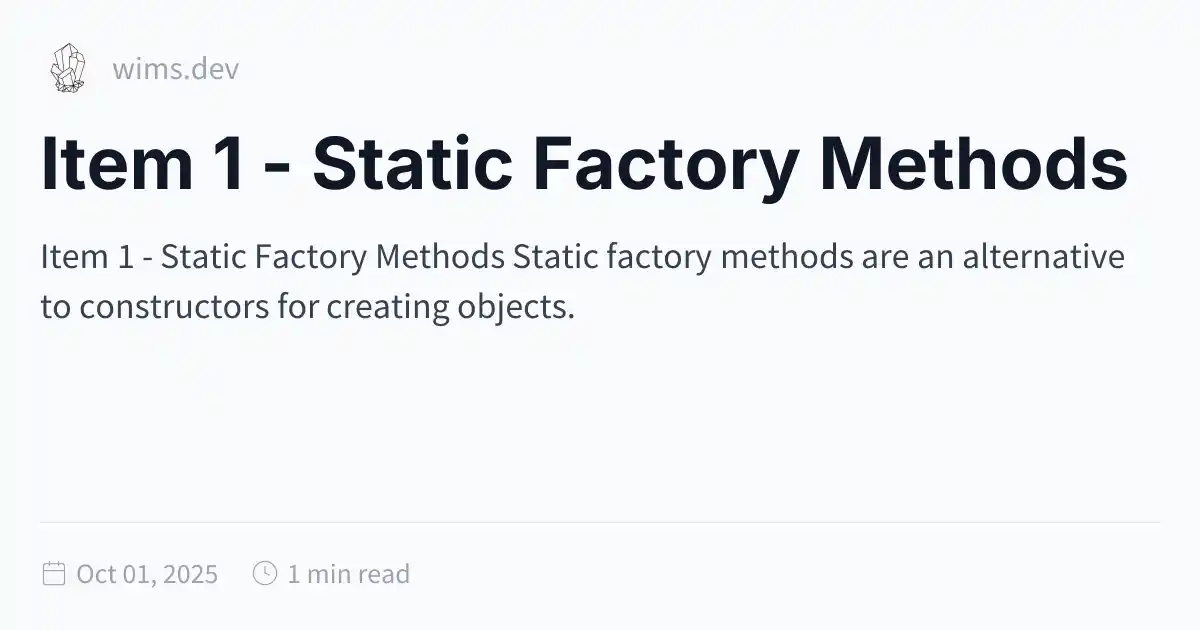 wims.dev
Item 1 - Static Factory Methods
Item 1 - Static Factory Methods Static factory methods are an alternative
to constructors for creating objects.
Oct 01, 2025 1 min read